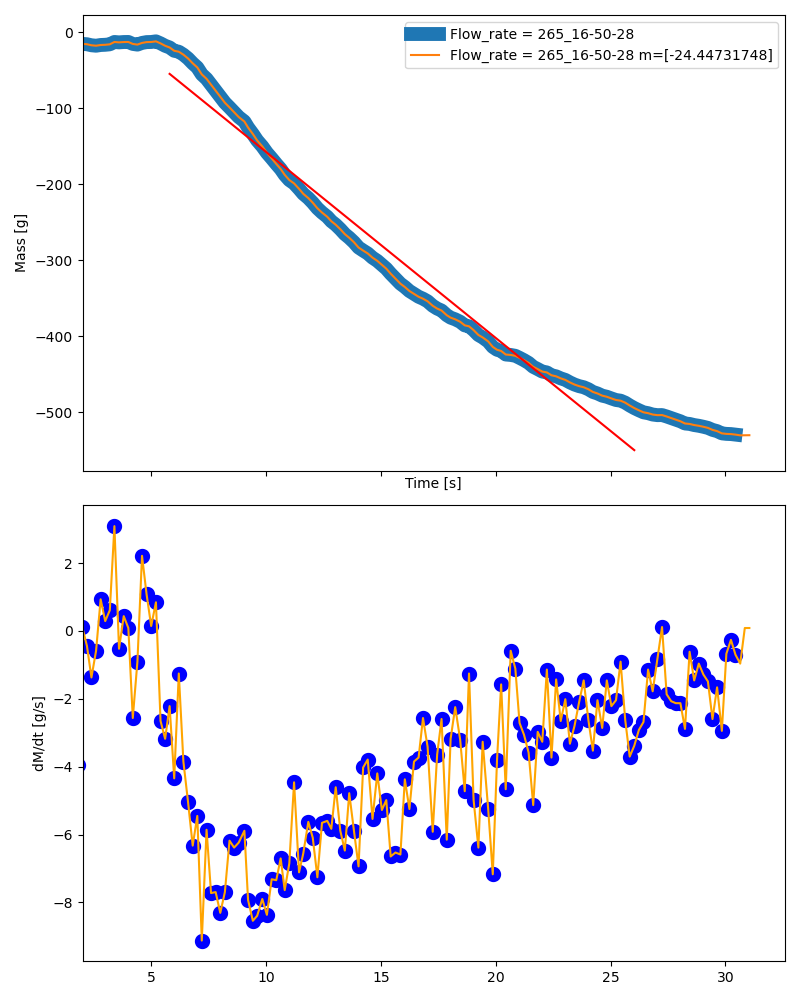 Flow_rate = 265_16-50-28
Flow_rate = 265_16-50-28 m=[-24.44731748]
0
−100
−200
−300
−400
−500
Mass [g]
Time [s]
2
0
−2
−4
−6
−8
dM/dt [g/s]
5 10 15 20 25 30